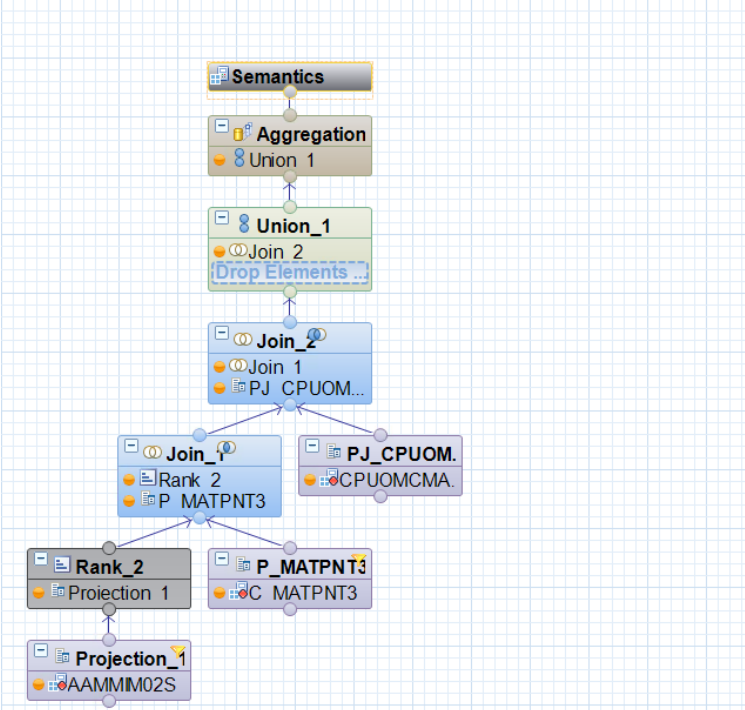 Semantics
Aggregation
Union 1
Union_1
Join 2
Drop Elements ...
Join_2
Join 1
PJ CPUOM...
Join_1
PJ_CPUOM.
Rank 2
CPUOMCMA.
P MATPNT3
Rank_2
P_MATPNT3
Projection 1
C MATPNT3
Projection_1
AAMMIM02S